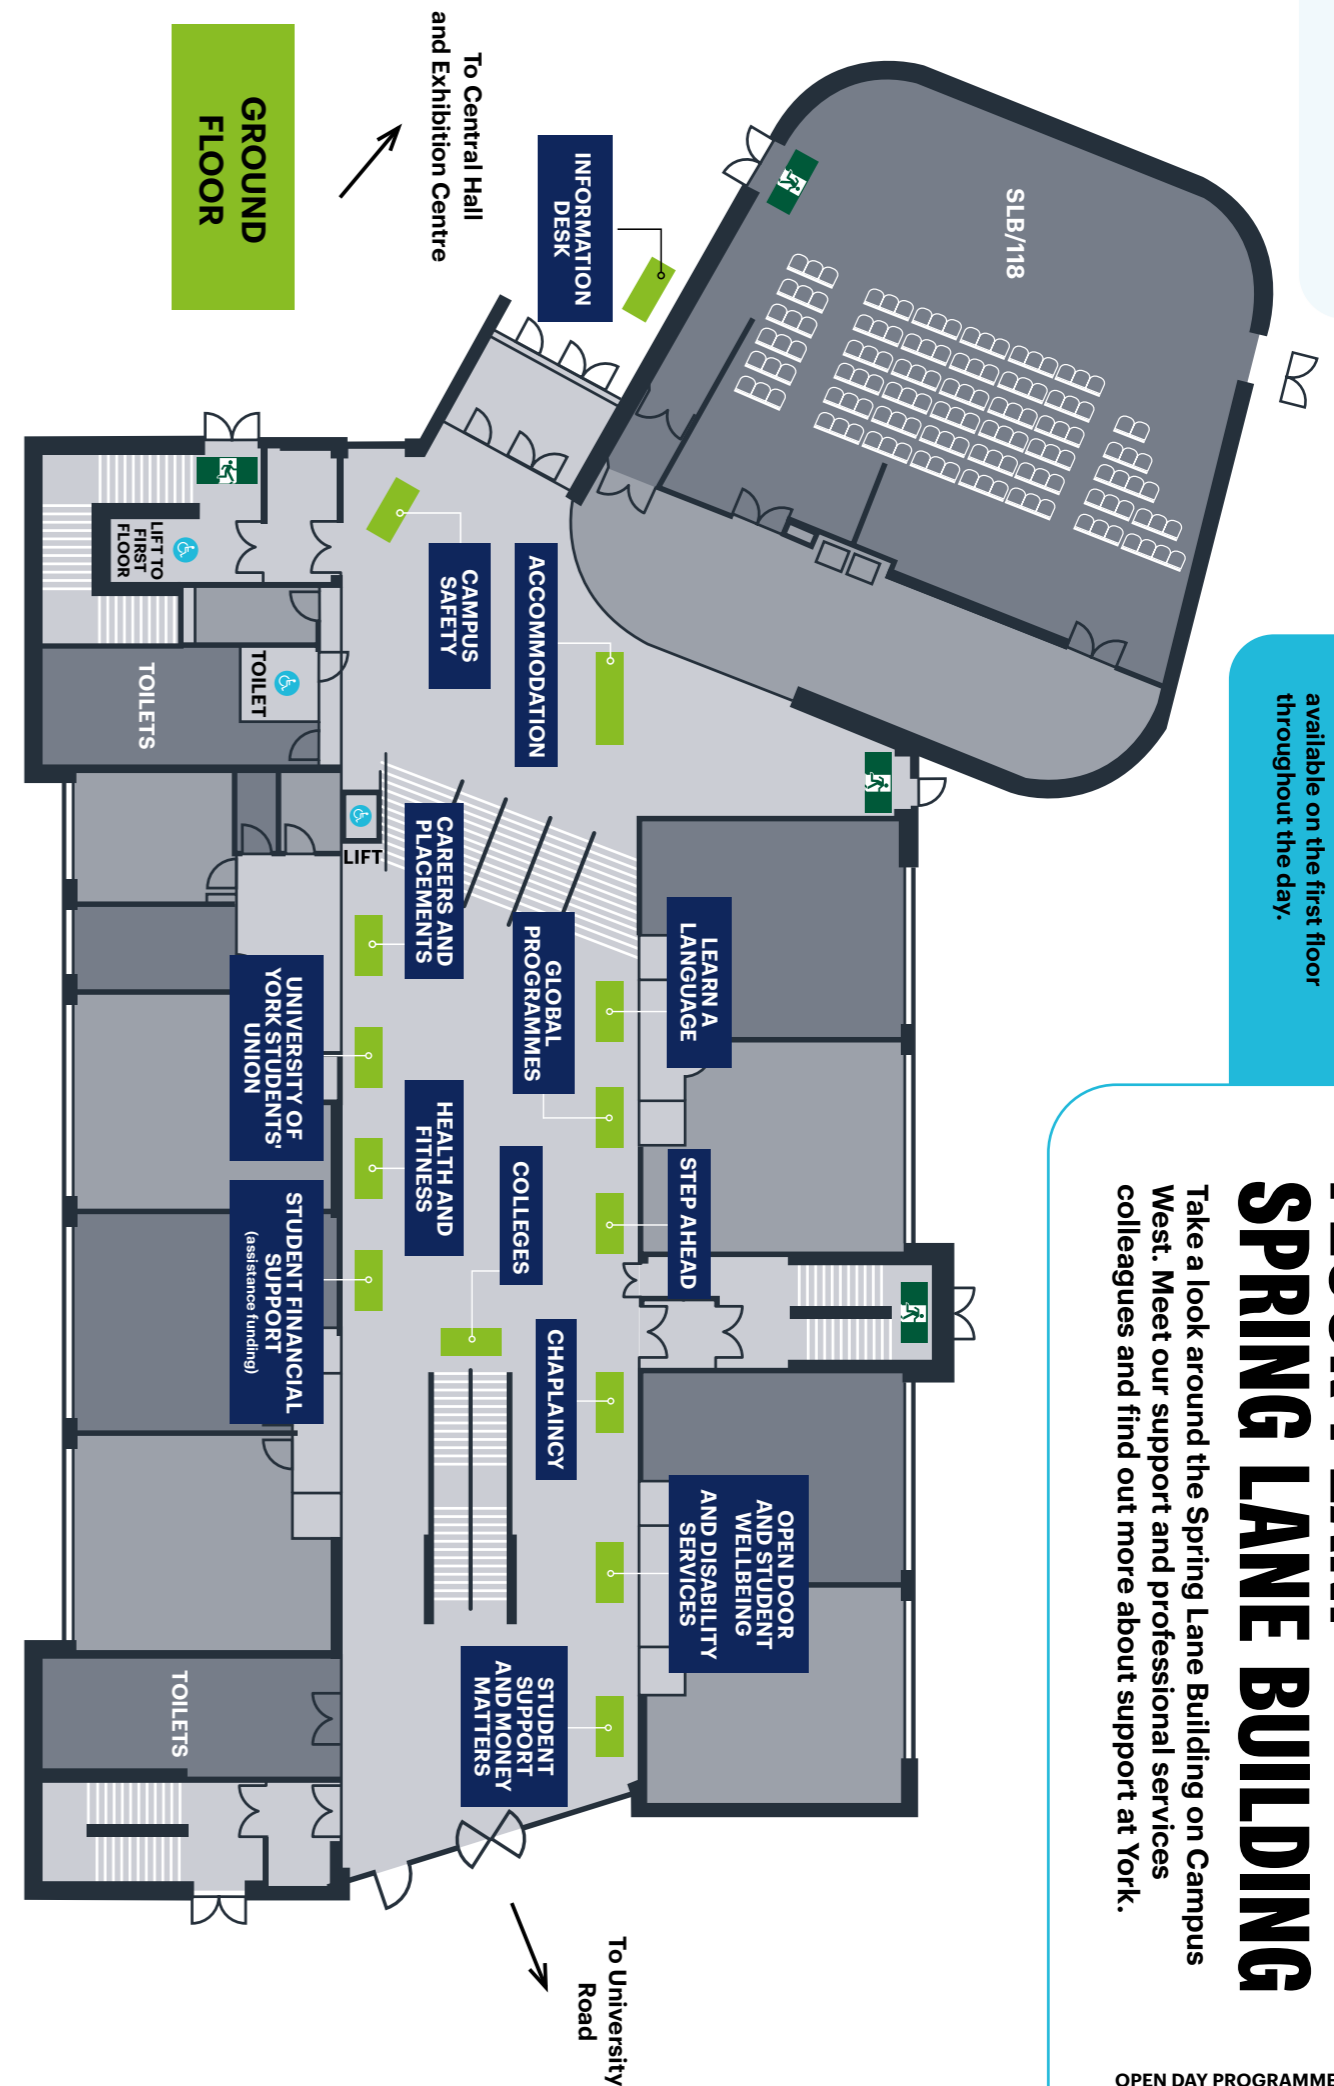 available on the first floor
throughout the day.
SPRING LANE BUILDING
Take a look around the Spring Lane Building on Campus
West. Meet our support and professional services
colleagues and find out more about support at York.
OPEN DAY PROGRAMME
GROUND
FLOOR
To Central Hall
and Exhibition Centre
INFORMATION
DESK
SLB/118
LIFT TO
FIRST
FLOOR
TOILET
TOILETS
CAMPUS
SAFETY
ACCOMMODATION
LIFT
CAREERS AND
PLACEMENTS
GLOBAL
PROGRAMMES
LEARN A
LANGUAGE
UNIVERSITY OF
YORK STUDENTS'
UNION
HEALTH AND
FITNESS
COLLEGES
STEP AHEAD
STUDENT FINANCIAL
SUPPORT
(assistance funding)
CHAPLAINCY
OPEN DOOR
AND STUDENT
WELLBEING
AND DISABILITY
SERVICES
STUDENT
SUPPORT
AND MONEY
MATTERS
TOILETS
To University
Road